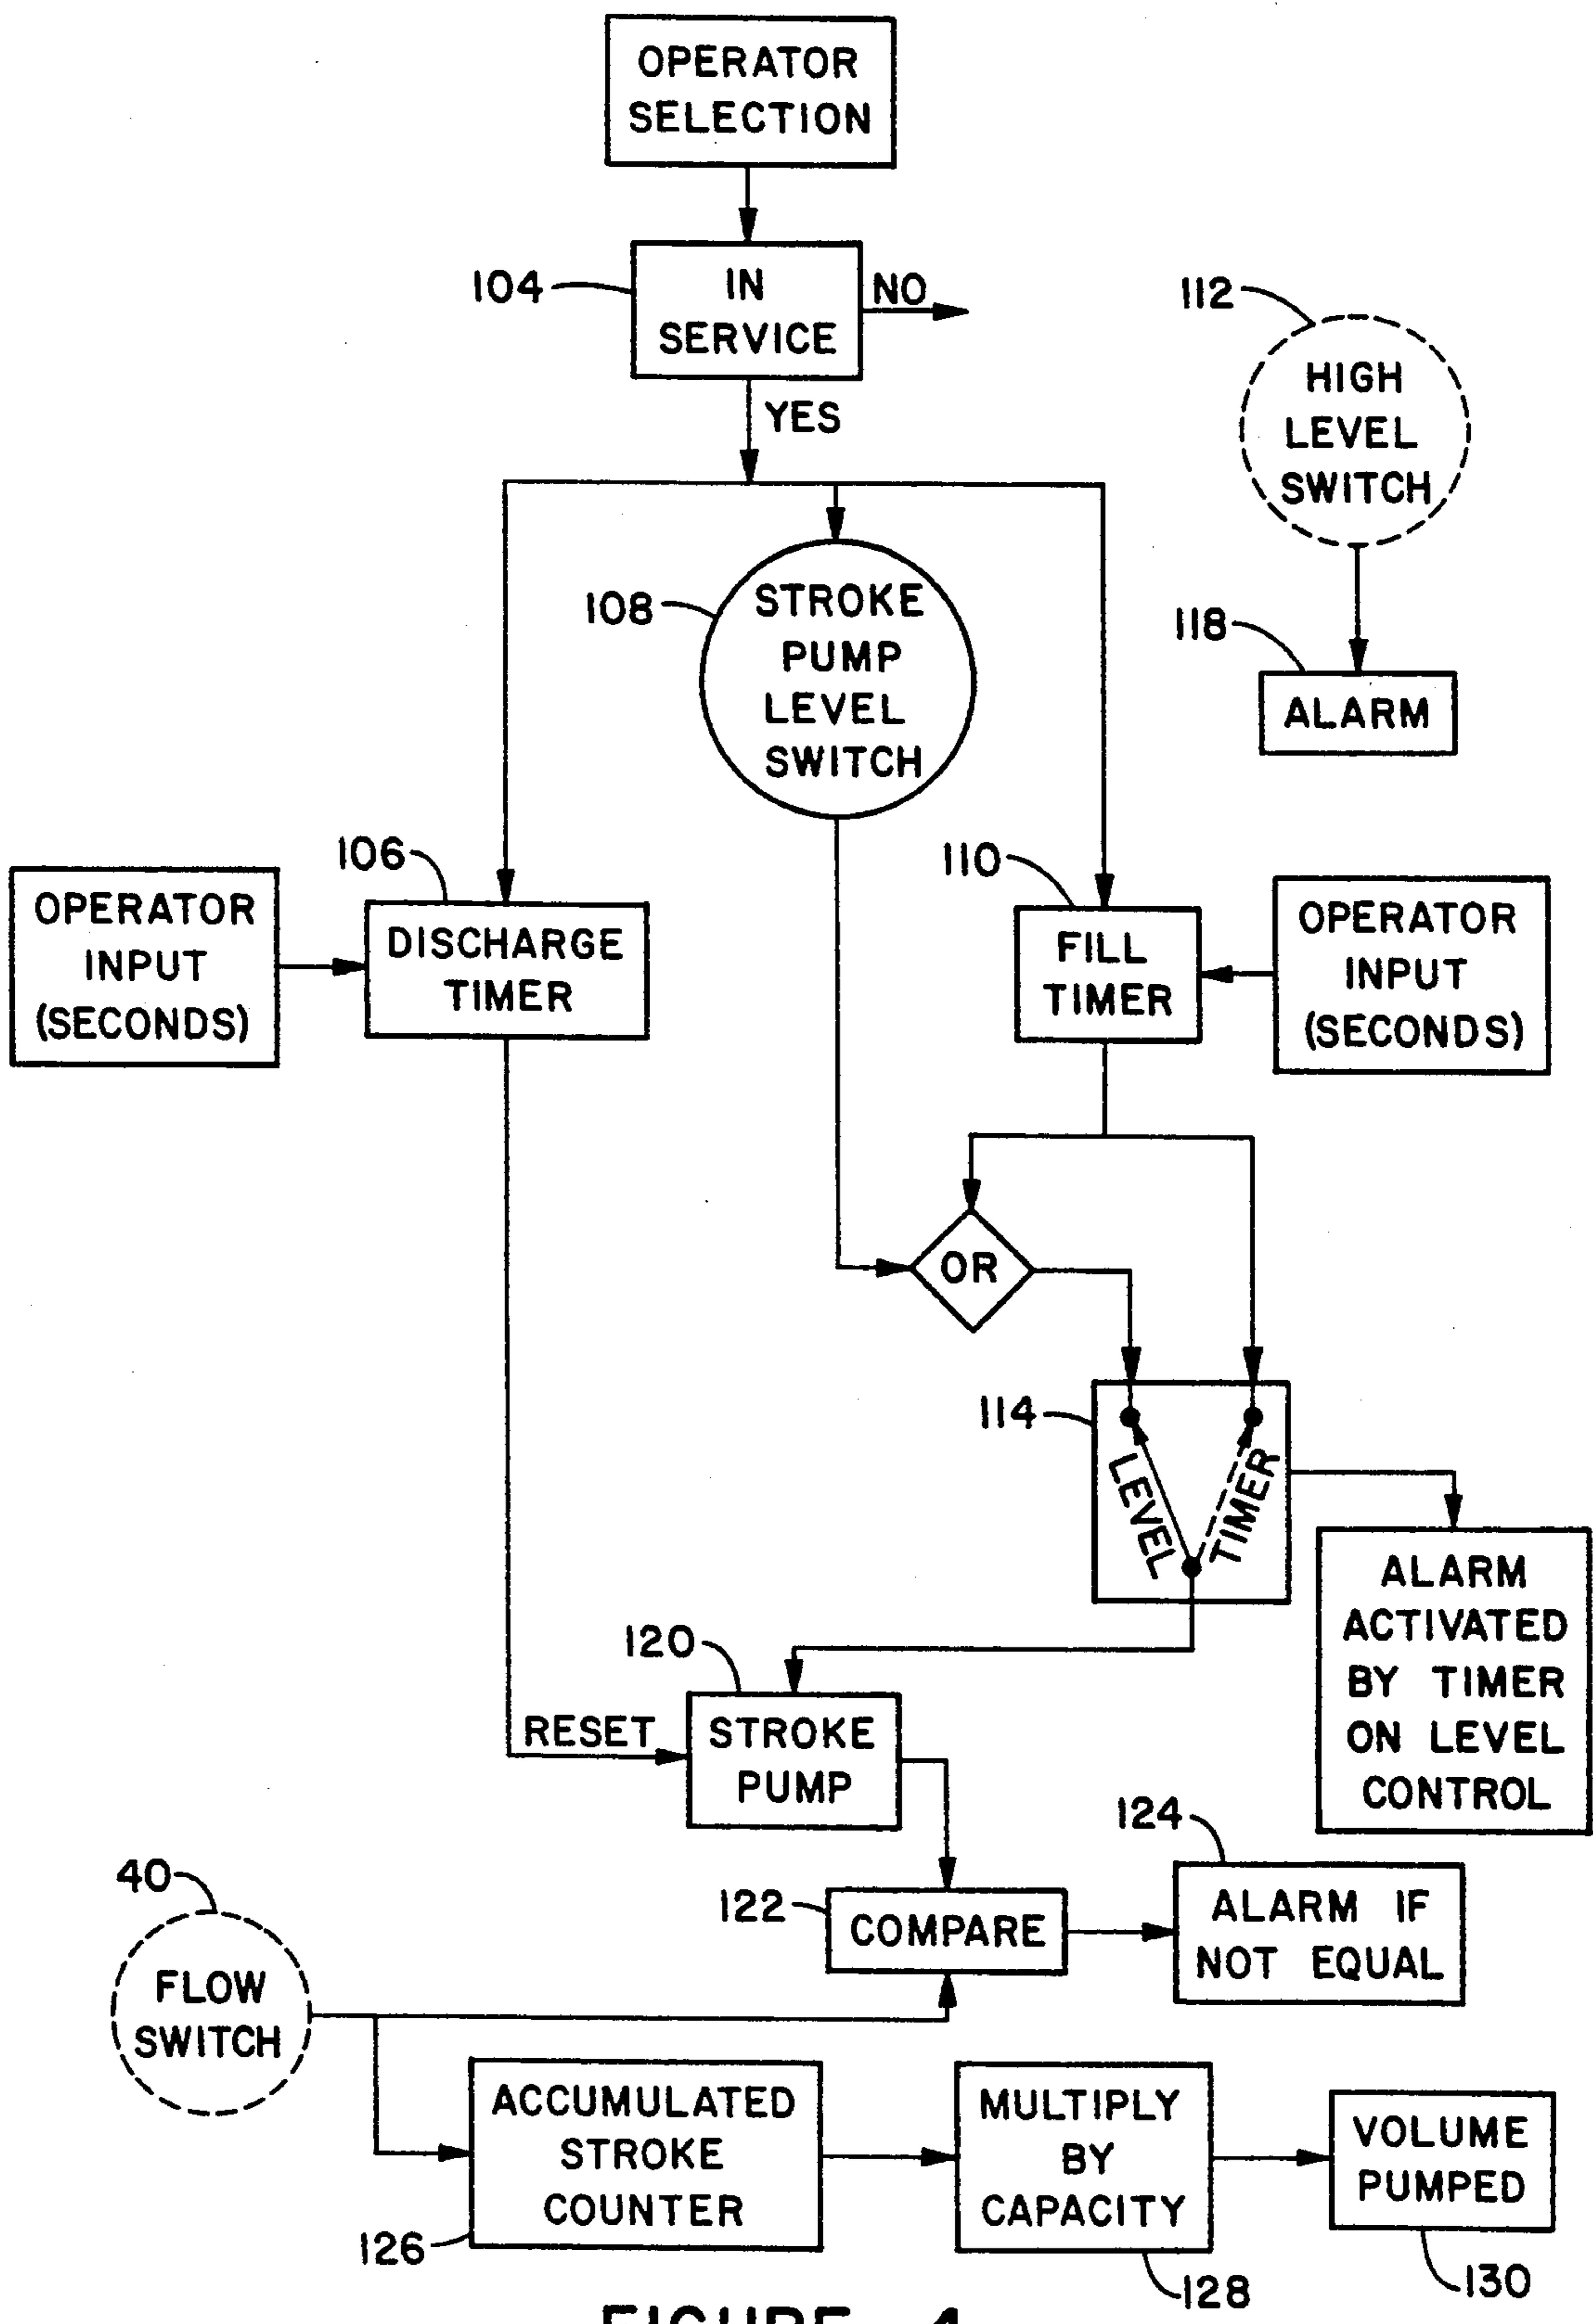 OPERATOR
SELECTION
104
IN
SERVICE
NO
YES
112
HIGH
LEVEL
SWITCH
108
STROKE
PUMP
LEVEL
SWITCH
118
ALARM
106
OPERATOR
INPUT
(SECONDS)
DISCHARGE
TIMER
110
FILL
TIMER
OPERATOR
INPUT
(SECONDS)
OR
114
LEVEL
TIMER
ALARM
ACTIVATED
BY TIMER
ON LEVEL
CONTROL
120
RESET
STROKE
PUMP
124
40
122
COMPARE
ALARM IF
NOT EQUAL
FLOW
SWITCH
ACCUMULATED
STROKE
COUNTER
126
MULTIPLY
BY
CAPACITY
128
VOLUME
PUMPED
130
FIGURE 4